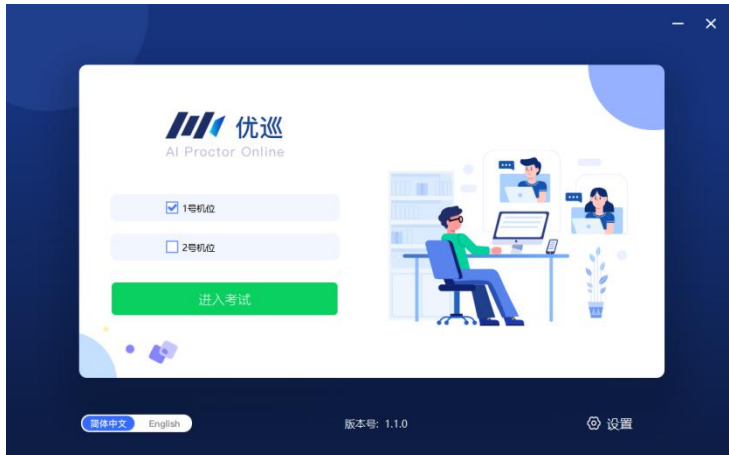 优巡
AI Proctor Online
1号机位
2号机位
进入考试
简体中文 English
版本号: 1.1.0
设置